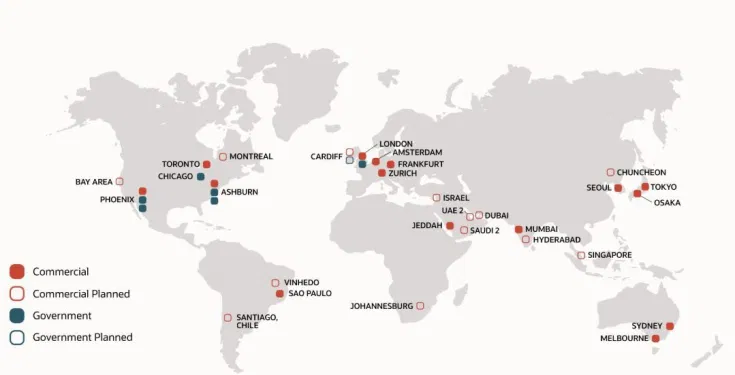 LONDON
AMSTERDAM
CARDIFF
MONTREAL
TORONTO
FRANKFURT
CHICAGO
ZURICH
CHUNCHEON
BAY AREA
ASHBURN
SEOUL
TOKYO
PHOENIX
ISRAEL
OSAKA
UAE 2
DUBAI
JEDDAH
SAUDI 2
MUMBAI
HYDERABAD
SINGAPORE
Commercial
VINHEDO
Commercial Planned
SAO PAULO
JOHANNESBURG
Government
SANTIAGO,
CHILE
SYDNEY
Government Planned
MELBOURNE